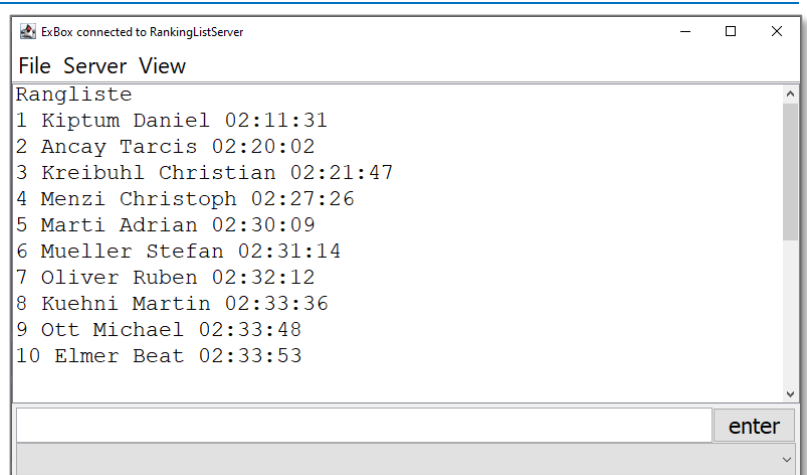 ExBox connected to RankingListServer
File Server View
Rangliste
1 Kiptum Daniel 02:11:31
2 Ancay Tarcis 02:20:02
3 Kreibuhl Christian 02:21:47
4 Menzi Christoph 02:27:26
5 Marti Adrian 02:30:09
6 Mueller Stefan 02:31:14
7 Oliver Ruben 02:32:12
8 Kuehni Martin 02:33:36
9 Ott Michael 02:33:48
10 Elmer Beat 02:33:53
enter